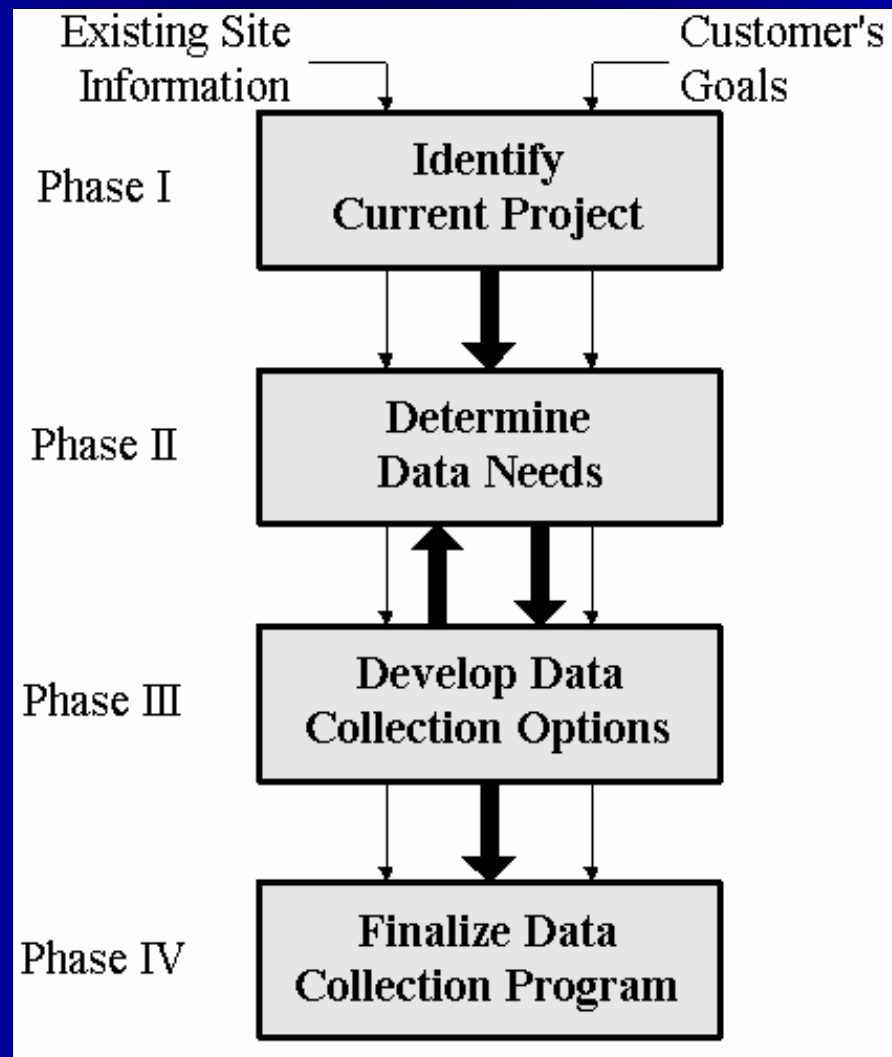 Existing Site
Information
Customer's
Goals
Phase I
Identify
Current Project
Phase II
Determine
Data Needs
Phase III
Develop Data
Collection Options
Phase IV
Finalize Data
Collection Program